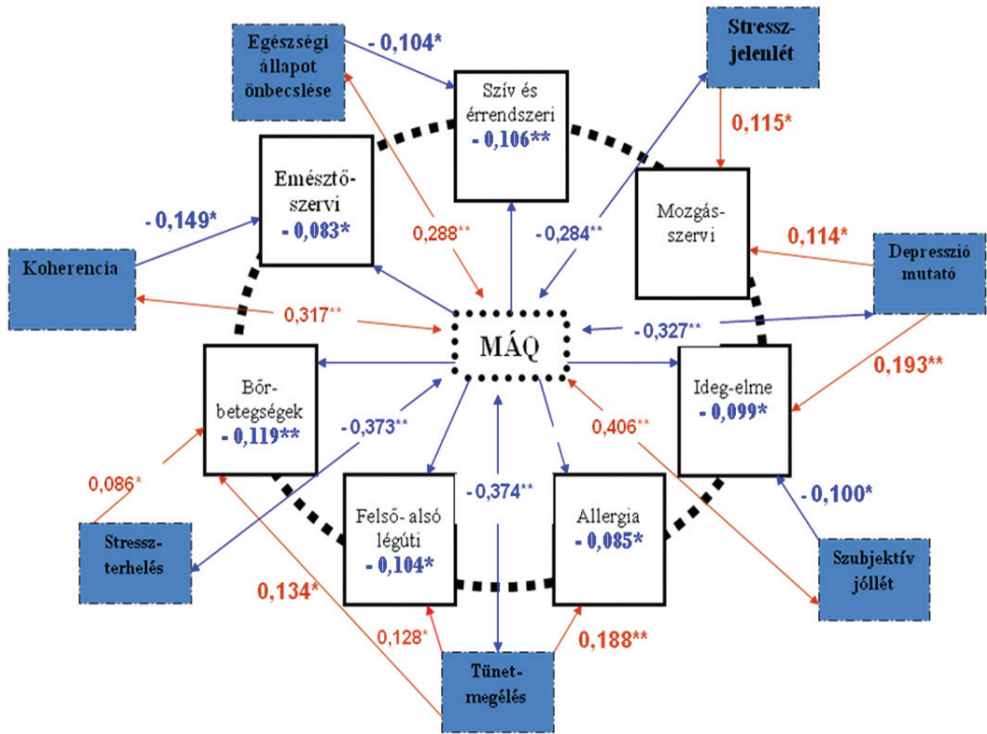 Egészségi
állapot
önbecslése
- 0,104*
Szív és
érrendszeri
- 0,106**
Stressz-
jelenlét
0,115*
Emésztő-
szervi
- 0,083*
Mozgás-
szervi
- 0,149*
0,288**
- 0,284**
0,114*
Koherencia
Depresszió
mutató
0,317**
MÁQ
-0,327**
0,193**
Bőr-
betegségek
- 0,119**
Ideg-elme
- 0,099*
-0,373**
0,406**
0,086*
-0,374**
-0,100*
Felső- alsó
légúti
- 0,104*
Allergia
- 0,085*
Stressz-
terhelés
Szubjektív
jóllét
0,134*
0,128*
0,188**
Tünet-
megélés